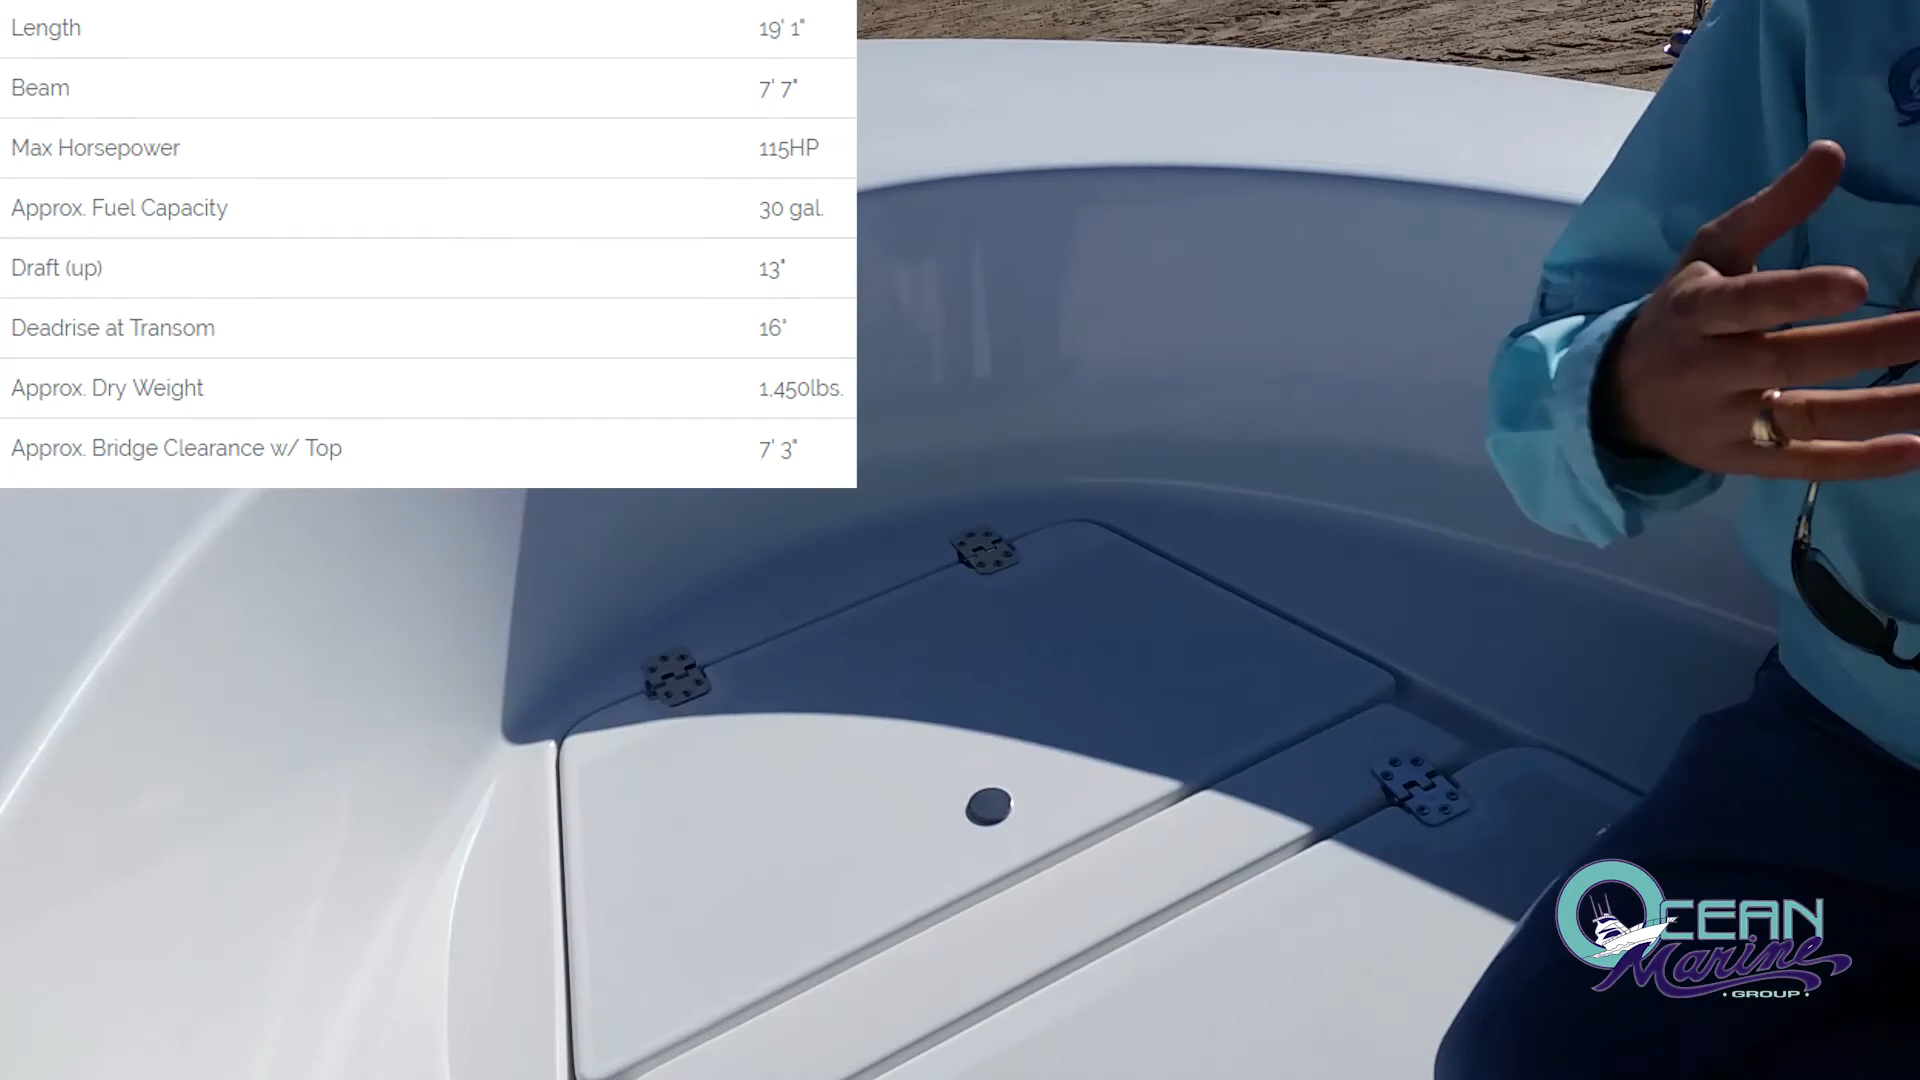 Length 19' 1"
Beam 7' 7"
Max Horsepower 115HP
Approx. Fuel Capacity 30 gal.
Draft (up) 13"
Deadrise at Transom 16°
Approx. Dry Weight 1,450lbs.
Approx. Bridge Clearance w/ Top 7' 3"
OCEAN
Marine
• GROUP •